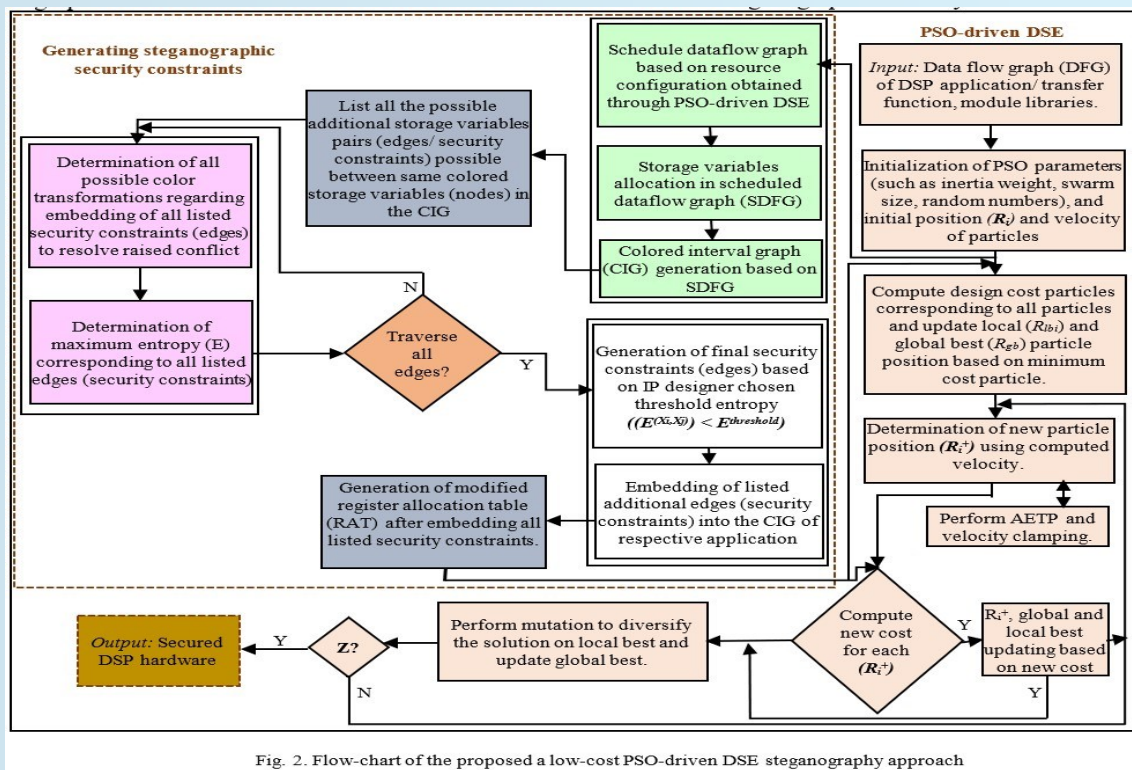 Generating steganographic
security constraints
PSO-driven DSE
Schedule dataflow graph
based on resource
configuration obtained
through PSO-driven DSE
Storage variables
allocation in scheduled
dataflow graph (SDFG)
Colored interval graph
(CIG) generation based on
SDFG
List all the possible
additional storage variables
pairs (edges/ security
constraints) possible
between same colored
storage variables (nodes) in
the CIG
Determination of all
possible color
transformations regarding
embedding of all listed
security constraints (edges)
to resolve raised conflict
Determination of
maximum entropy (E)
corresponding to all listed
edges (security constraints)
Traverse
all
edges?
N
Y
Generation of final security
constraints (edges) based
on IP designer chosen
threshold entropy
((E^(Xi,Xj)) < E^threshold)
Embedding of listed
additional edges (security
constraints) into the CIG of
respective application
Generation of modified
register allocation table
(RAT) after embedding all
listed security constraints.
Input: Data flow graph (DFG)
of DSP application/ transfer
function, module libraries.
Initialization of PSO parameters
(such as inertia weight, swarm
size, random numbers), and
initial position (Ri) and velocity
of particles
Compute design cost particles
corresponding to all particles
and update local (Rlbi) and
global best (Rgb) particle
position based on minimum
cost particle.
Determination of new particle
position (Ri+) using computed
velocity.
Perform AETP and
velocity clamping.
Compute
new cost
for each
(Ri+)
Y
Ri+, global and
local best
updating based
on new cost
Y
Perform mutation to diversify
the solution on local best and
update global best.
Z?
Y
N
Output: Secured
DSP hardware
Fig. 2. Flow-chart of the proposed a low-cost PSO-driven DSE steganography approach